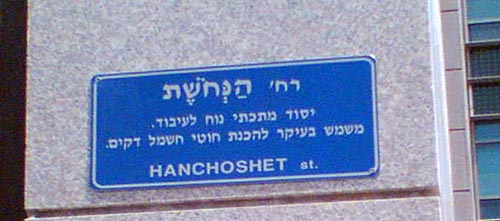 רח' הַנְּחֹשֶׁת
יסוד מתכתי נוח לעיבוד.
משמש בעיקר להכנת חוטי חשמל דקים.
HANCHOSHET st.